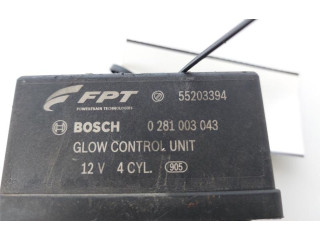 FPT
POWERTRAIN TECHNOLOGIES
55203394
BOSCH 0 281 003 043
GLOW CONTROL UNIT
12 V 4 CYL. 905